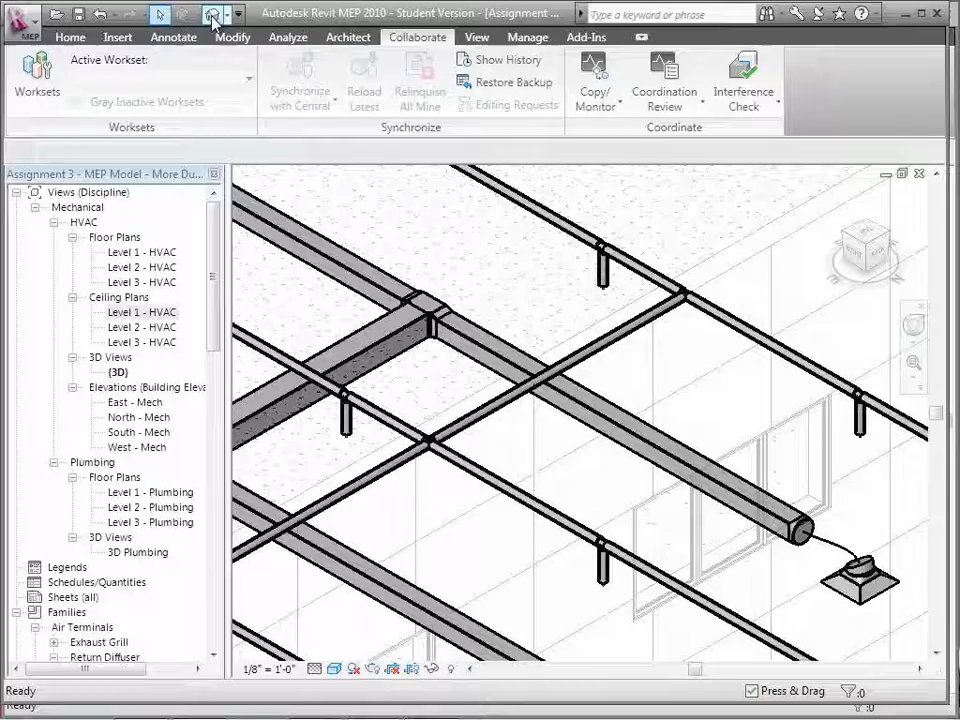 Autodesk Revit MEP 2010 - Student Version - [Assignment ...
Type a keyword or phrase
MEP
Home Insert Annotate Modify Analyze Architect Collaborate View Manage Add-Ins
Worksets
Active Workset:
Gray Inactive Worksets
Synchronize with Central
Reload Latest
Relinquish All Mine
Show History
Restore Backup
Editing Requests
Copy/ Monitor
Coordination Review
Interference Check
Worksets Synchronize Coordinate
Assignment 3 - MEP Model - More Du...
Views (Discipline)
Mechanical
HVAC
Floor Plans
Level 1 - HVAC
Level 2 - HVAC
Level 3 - HVAC
Ceiling Plans
Level 1 - HVAC
Level 2 - HVAC
Level 3 - HVAC
3D Views
{3D}
Elevations (Building Eleva
East - Mech
North - Mech
South - Mech
West - Mech
Plumbing
Floor Plans
Level 1 - Plumbing
Level 2 - Plumbing
Level 3 - Plumbing
3D Views
3D Plumbing
Legends
Schedules/Quantities
Sheets (all)
Families
Air Terminals
Exhaust Grill
Return Diffuser
1/8" = 1'-0"
Ready
Press & Drag
:0
Ready
:0